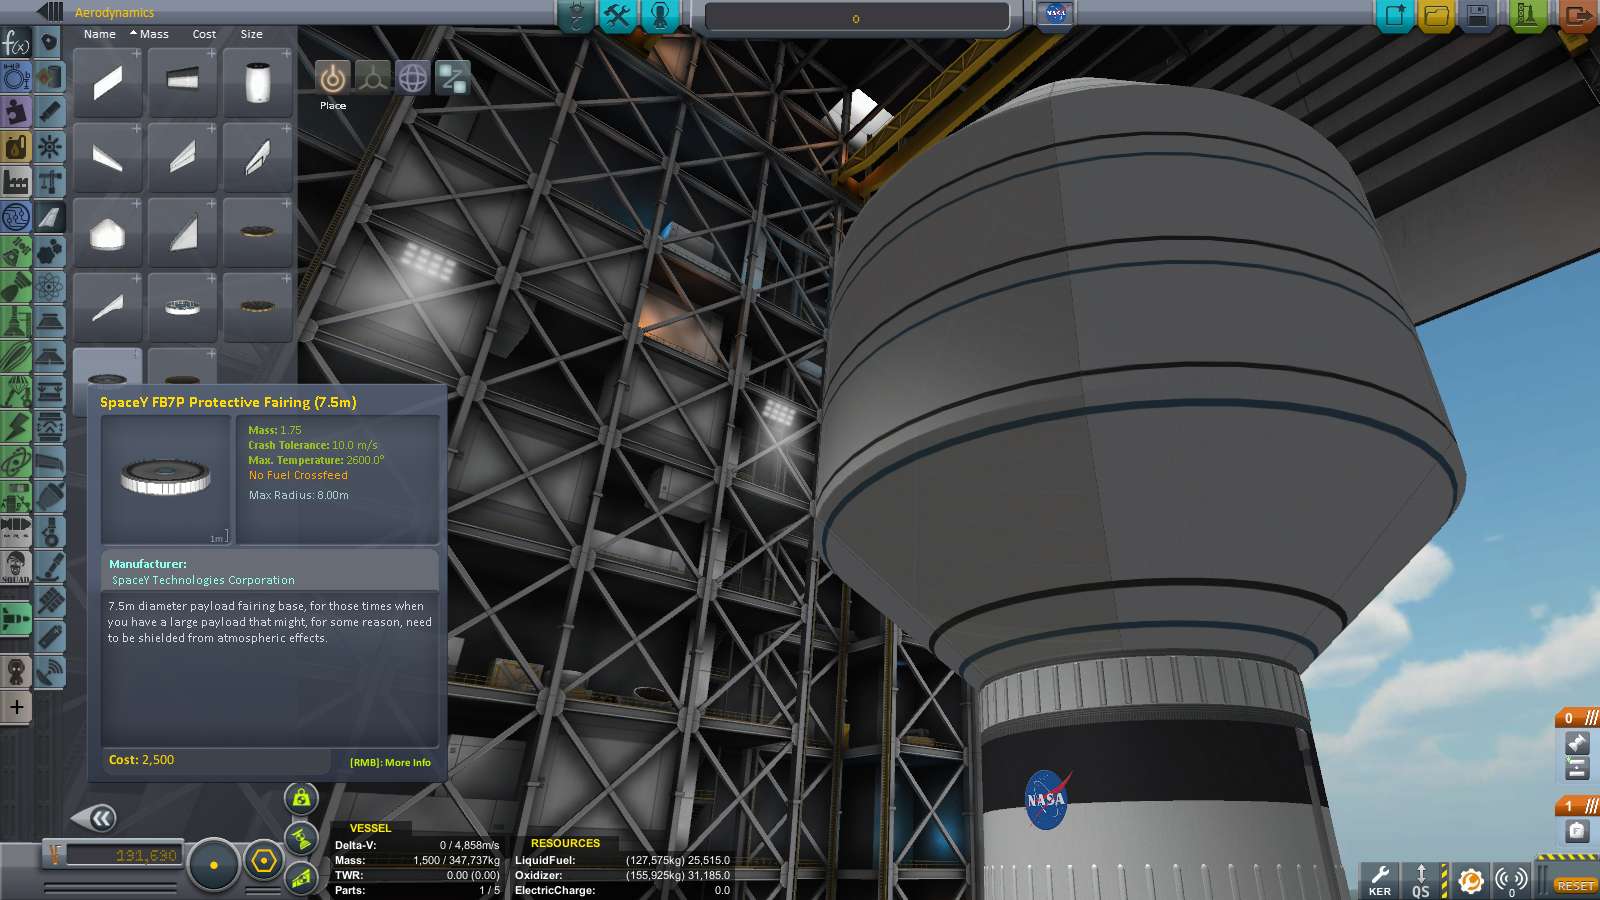 Aerodynamics
0
NASA
Name Mass Cost Size
f(x)
Place
SpaceY FB7P Protective Fairing (7.5m)
Mass: 1.75
Crash Tolerance: 10.0 m/s
Max. Temperature: 2600.0°
No Fuel Crossfeed
Max Radius: 8.00m
1m
Manufacturer:
SpaceY Technologies Corporation
7.5m diameter payload fairing base, for those times when
you have a large payload that might, for some reason, need
to be shielded from atmospheric effects.
Cost: 2,500
[RMB]: More Info
SQUAD
NASA
0
1
VESSEL
Delta-V: 0 / 4,858m/s
Mass: 1,500 / 347,737kg
TWR: 0.00 (0.00)
Parts: 1 / 5
RESOURCES
LiquidFuel: (127,575kg) 25,515.0
Oxidizer: (155,925kg) 31,185.0
ElectricCharge: 0.0
KER
QS
0
RESET